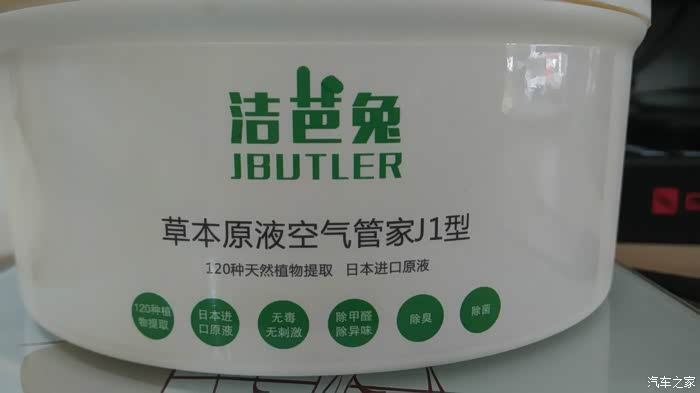 洁芭兔
JBUTLER
草本原液空气管家J1型
120种天然植物提取 日本进口原液
120种植
物提取
日本进
口原液
无毒
无刺激
除甲醛
除异味
除臭
除菌
汽车之家